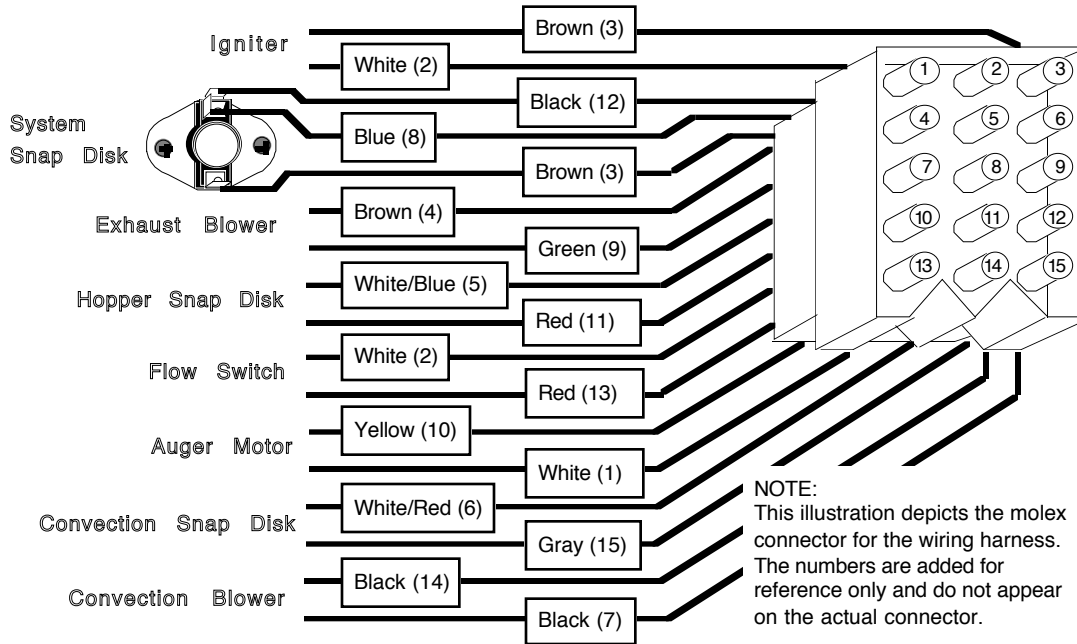 Igniter
Brown (3)
White (2)
System
Snap Disk
Black (12)
Blue (8)
Brown (3)
Exhaust Blower
Brown (4)
Green (9)
Hopper Snap Disk
White/Blue (5)
Red (11)
Flow Switch
White (2)
Red (13)
Auger Motor
Yellow (10)
White (1)
Convection Snap Disk
White/Red (6)
Gray (15)
Convection Blower
Black (14)
Black (7)
1 2 3
4 5 6
7 8 9
10 11 12
13 14 15
NOTE:
This illustration depicts the molex
connector for the wiring harness.
The numbers are added for
reference only and do not appear
on the actual connector.